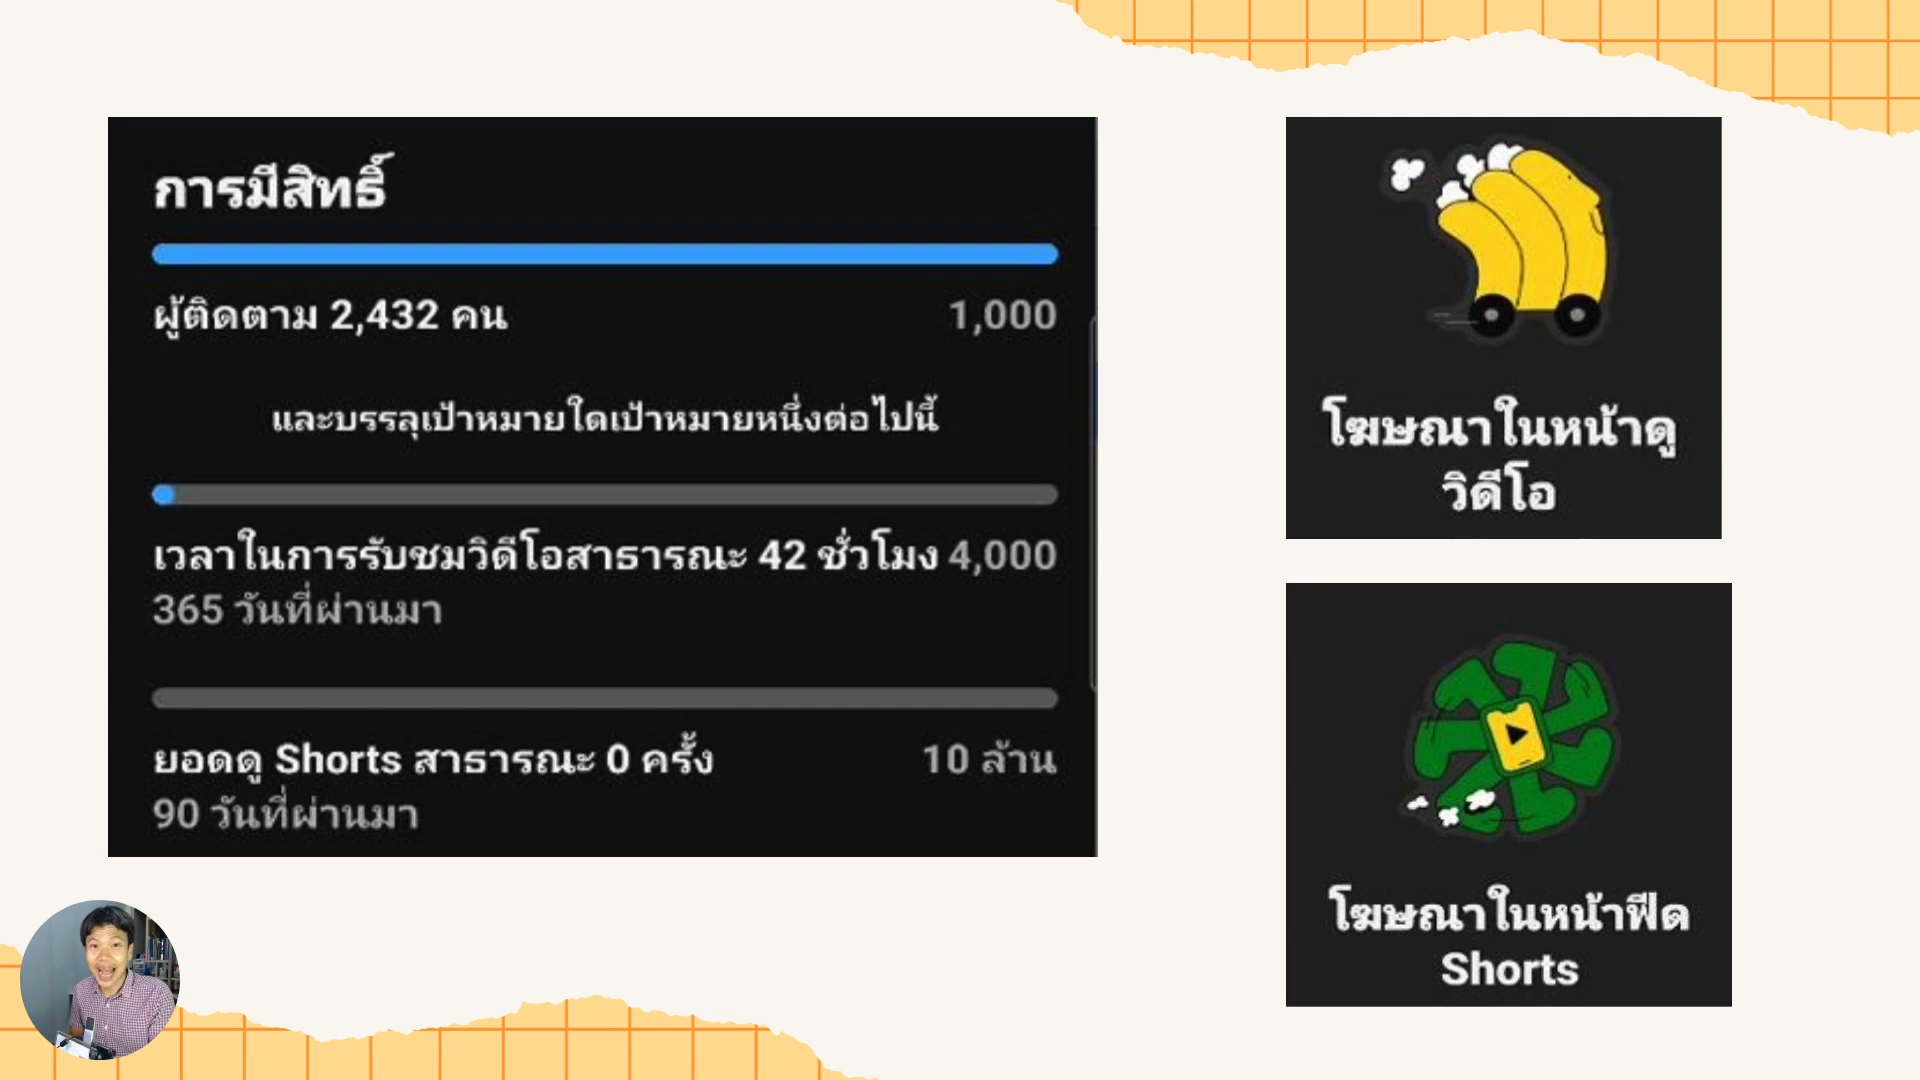 การมีสิทธิ์
ผู้ติดตาม 2,432 คน 1,000
และบรรลุเป้าหมายใดเป้าหมายหนึ่งต่อไปนี้
เวลาในการรับชมวิดีโอสาธารณะ 42 ชั่วโมง 4,000
365 วันที่ผ่านมา
ยอดดู Shorts สาธารณะ 0 ครั้ง 10 ล้าน
90 วันที่ผ่านมา
โฆษณาในหน้าดู
วิดีโอ
โฆษณาในหน้าฟีด
Shorts